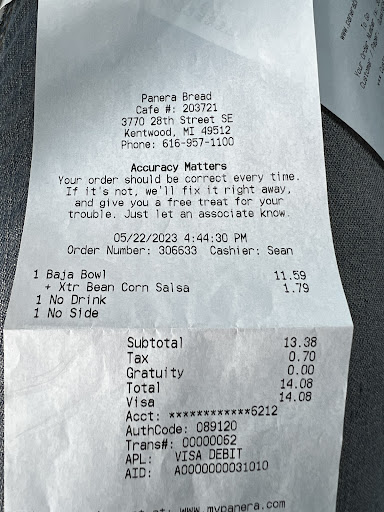 Panera Bread
Cafe #: 203721
3770 28th Street SE
Kentwood, MI 49512
Phone: 616-957-1100
Accuracy Matters
Your order should be correct every time.
If it's not, we'll fix it right away,
and give you a free treat for your
trouble. Just let an associate know.
05/22/2023 4:44:30 PM
Order Number: 306633 Cashier: Sean
1 Baja Bowl 11.59
+ Xtr Bean Corn Salsa 1.79
1 No Drink
1 No Side
Subtotal 13.38
Tax 0.70
Gratuity 0.00
Total 14.08
Visa 14.08
Acct: ************6212
AuthCode: 089120
Trans#: 00000062
APL: VISA DEBIT
AID: A0000000031010
at: www.mypanera.com